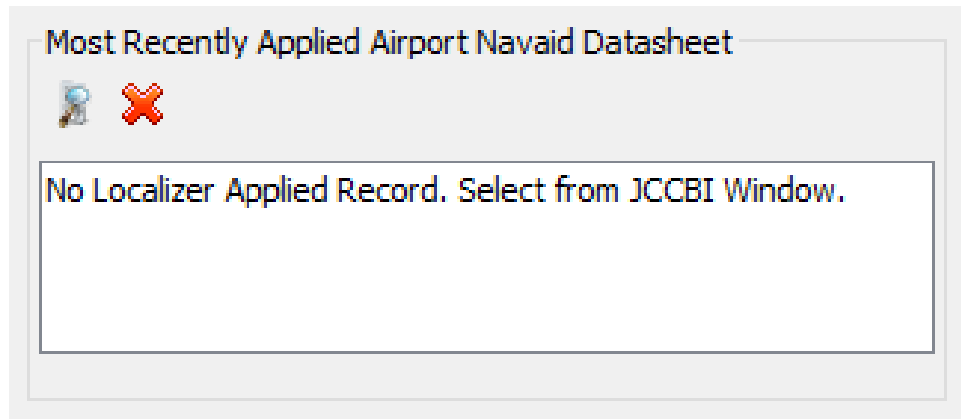 Most Recently Applied Airport Navaid Datasheet
No Localizer Applied Record. Select from JCCBI Window.